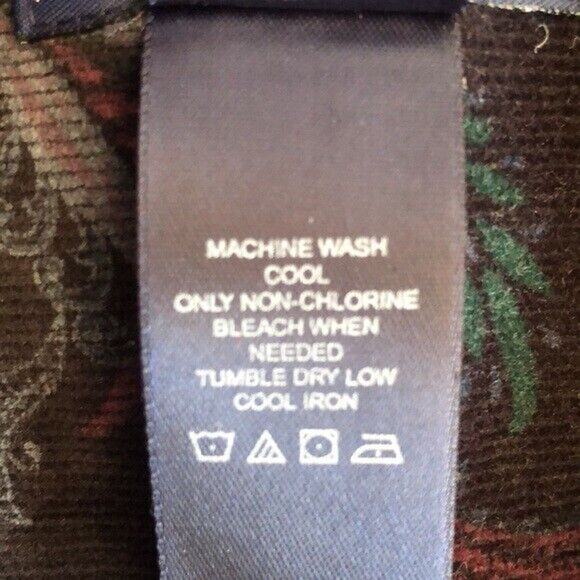 MACHINE WASH
COOL
ONLY NON-CHLORINE
BLEACH WHEN
NEEDED
TUMBLE DRY LOW
COOL IRON